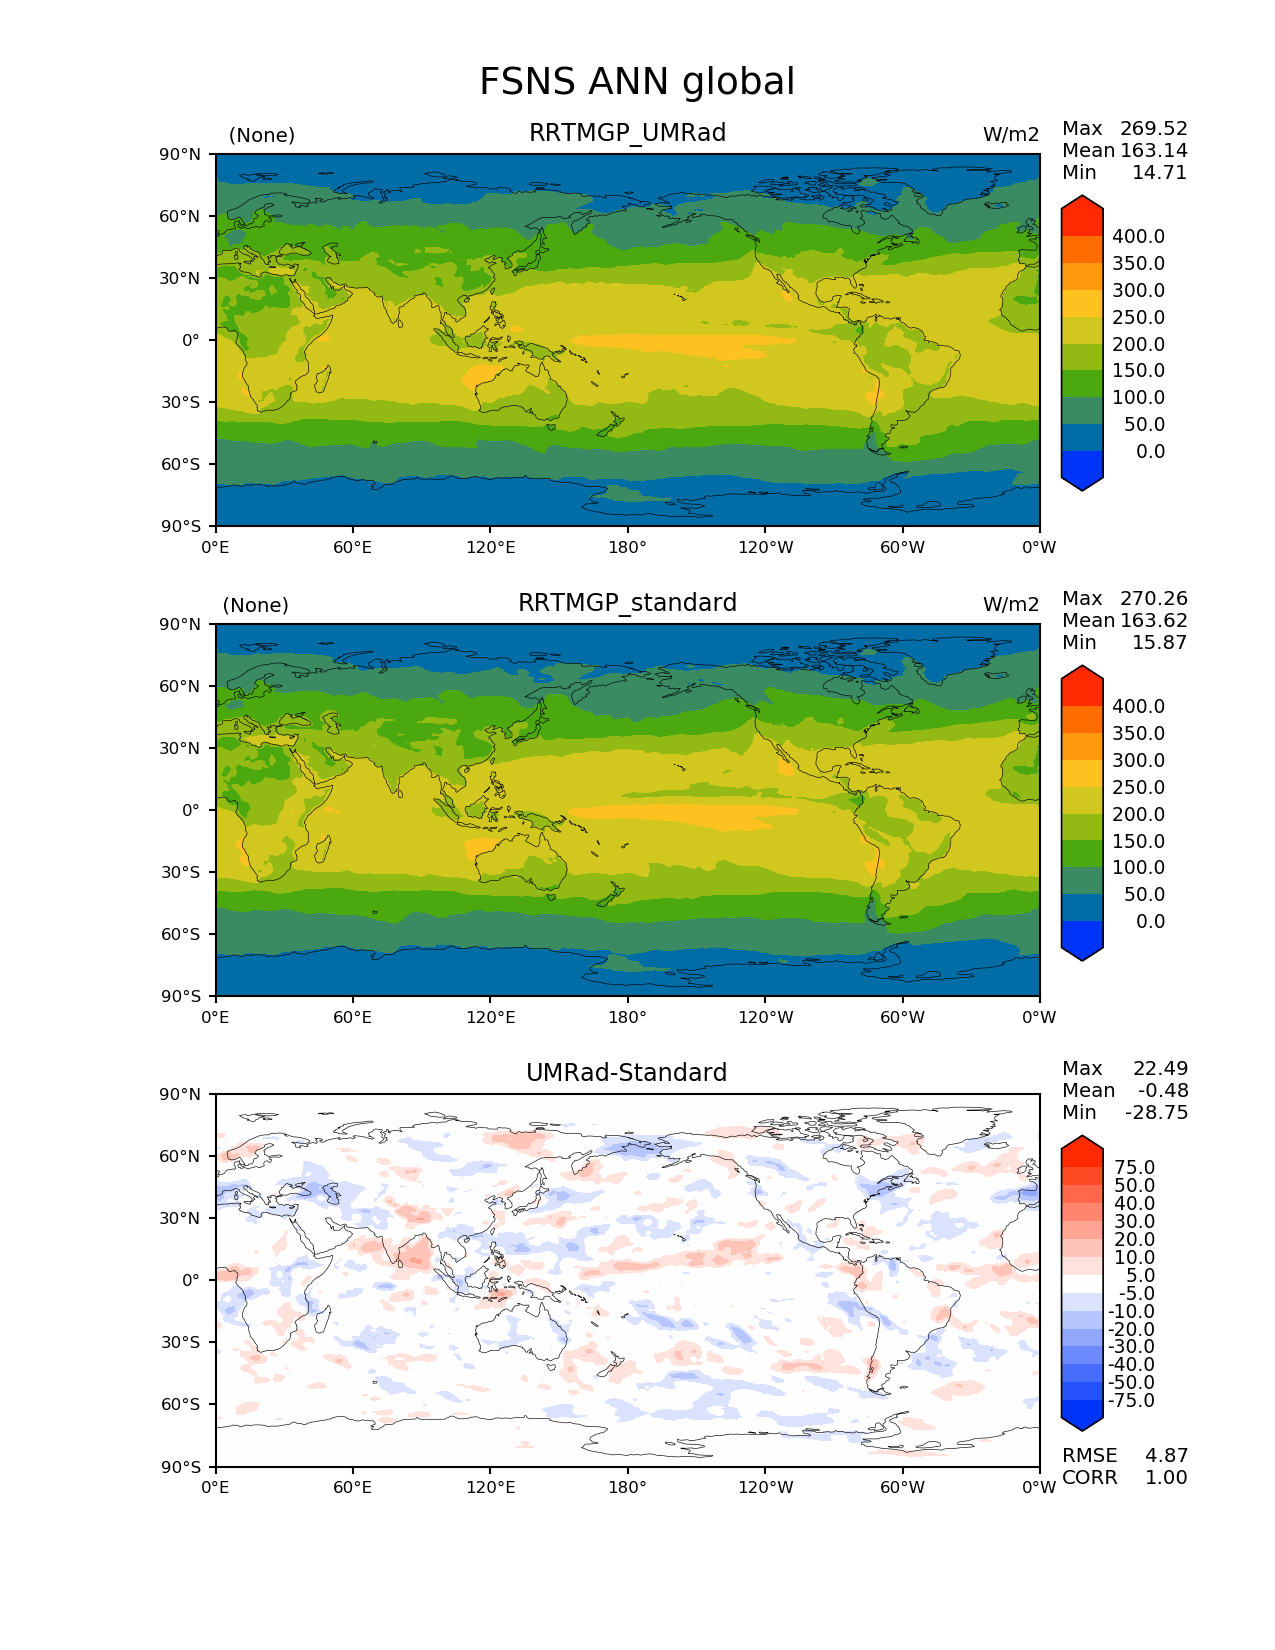 FSNS ANN global
(None) RRTMGP_UMRad W/m2
Max 269.52
Mean 163.14
Min 14.71
90°N
60°N
30°N
0°
30°S
60°S
90°S
0°E 60°E 120°E 180° 120°W 60°W 0°W
400.0
350.0
300.0
250.0
200.0
150.0
100.0
50.0
0.0
(None) RRTMGP_standard W/m2
Max 270.26
Mean 163.62
Min 15.87
90°N
60°N
30°N
0°
30°S
60°S
90°S
0°E 60°E 120°E 180° 120°W 60°W 0°W
400.0
350.0
300.0
250.0
200.0
150.0
100.0
50.0
0.0
UMRad-Standard
Max 22.49
Mean -0.48
Min -28.75
90°N
60°N
30°N
0°
30°S
60°S
90°S
0°E 60°E 120°E 180° 120°W 60°W 0°W
75.0
50.0
40.0
30.0
20.0
10.0
5.0
-5.0
-10.0
-20.0
-30.0
-40.0
-50.0
-75.0
RMSE 4.87
CORR 1.00